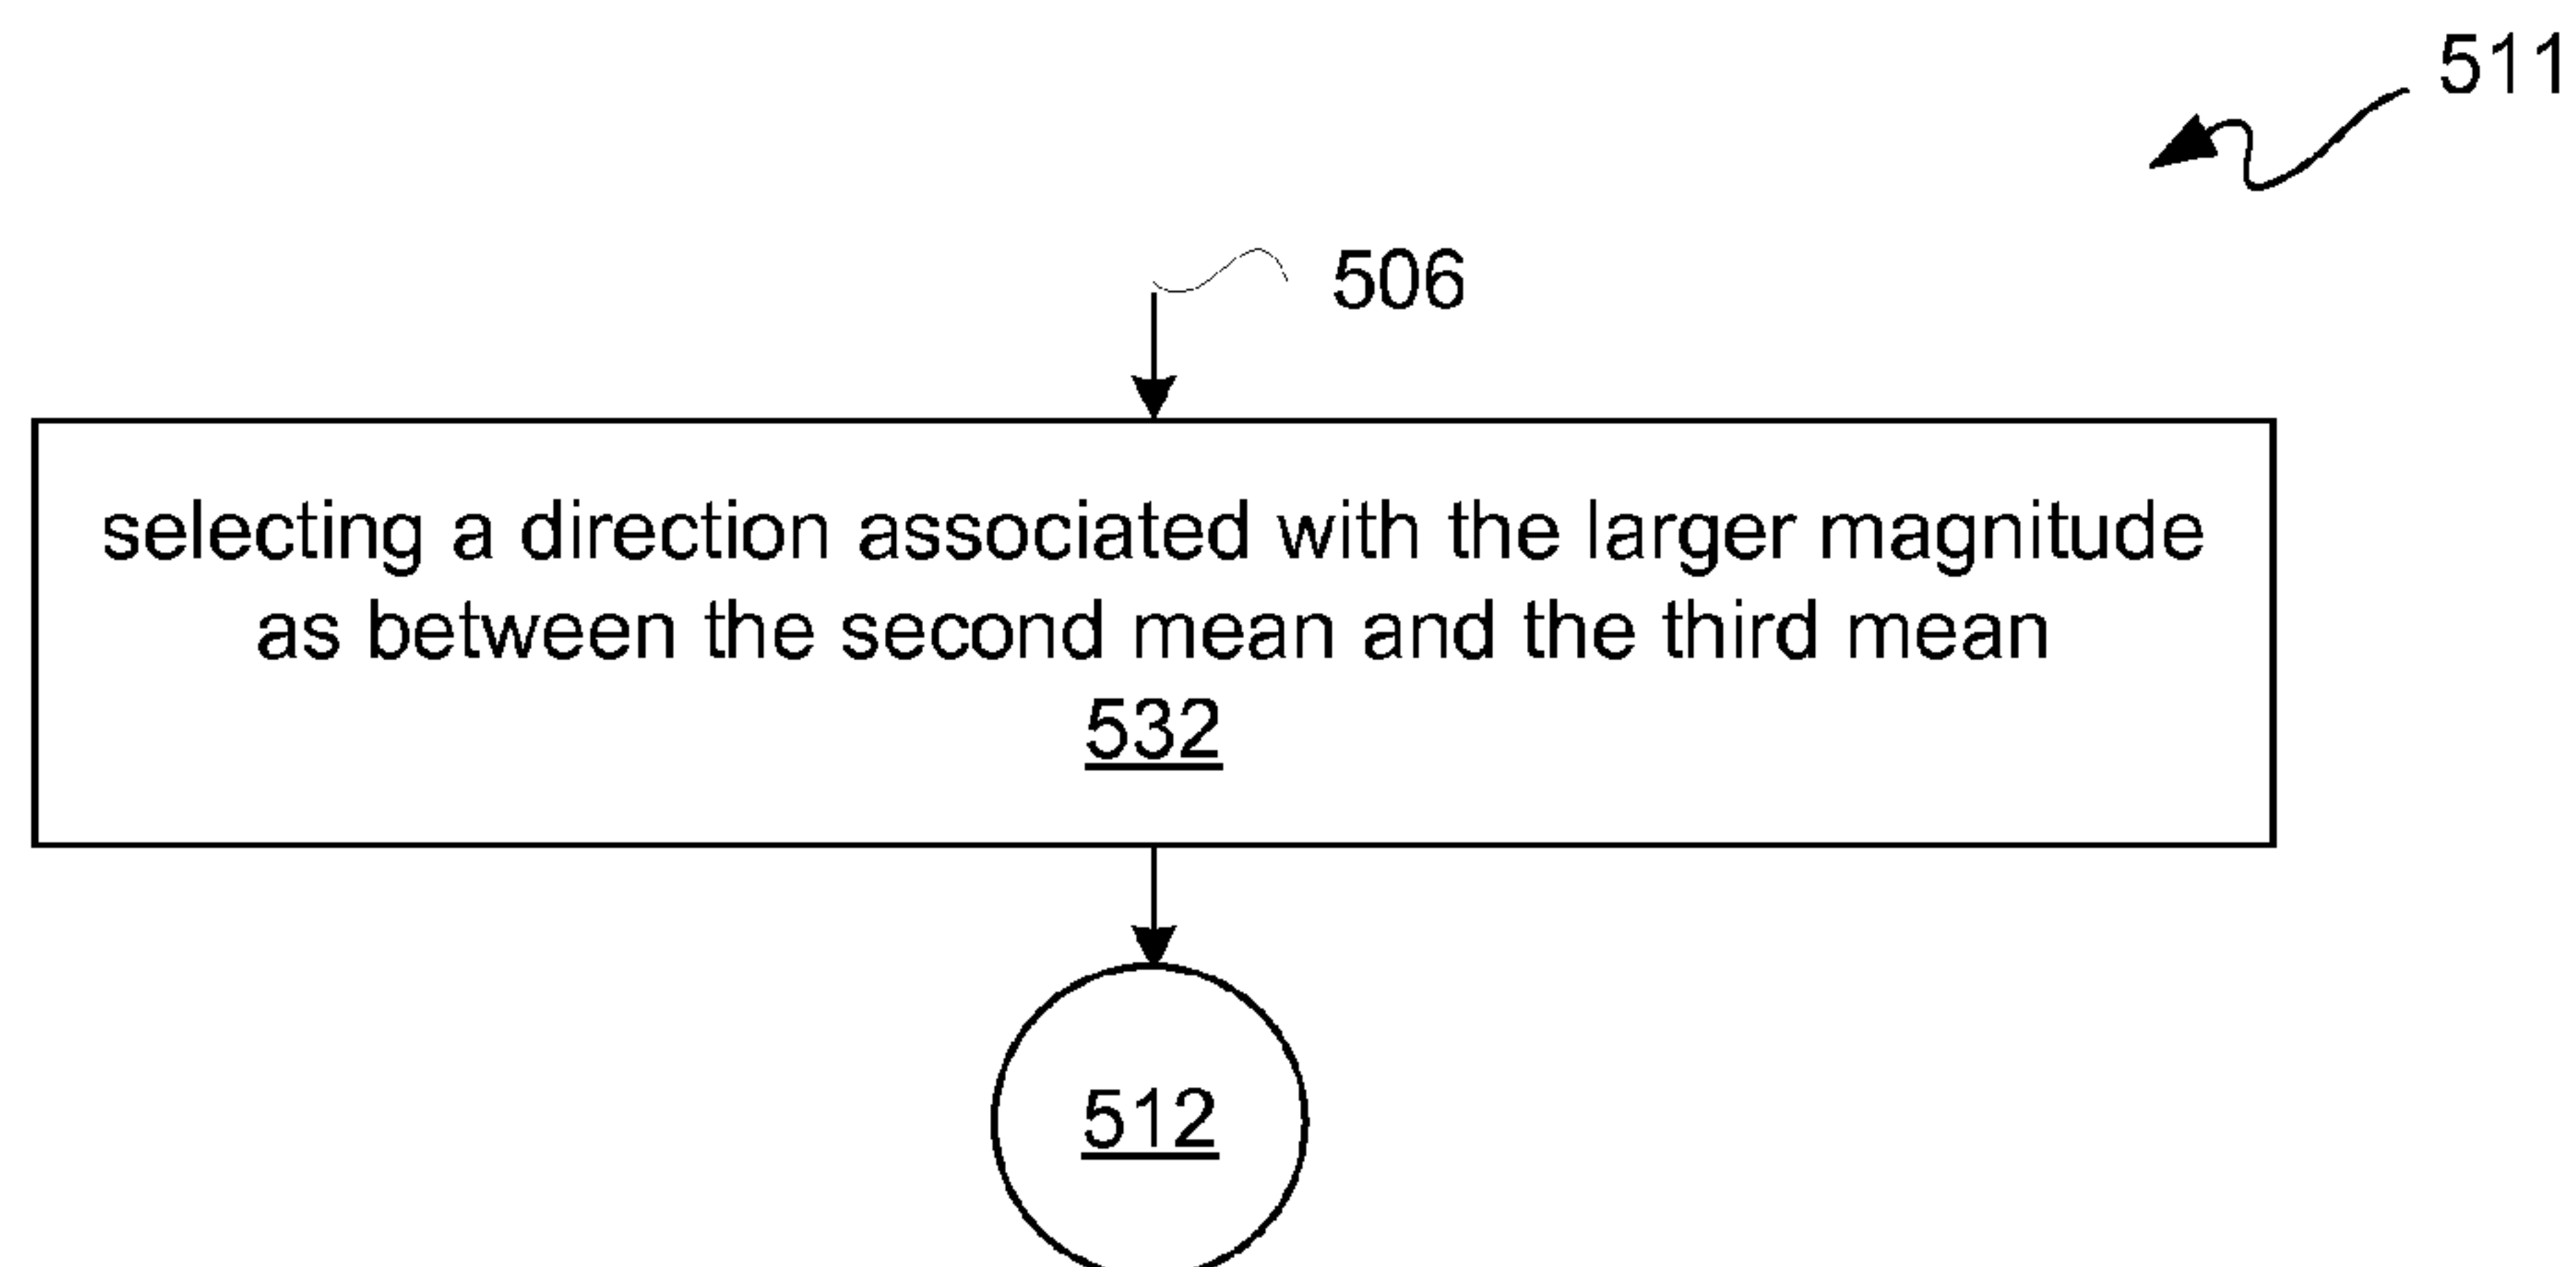 511
506
selecting a direction associated with the larger magnitude
as between the second mean and the third mean
532
512